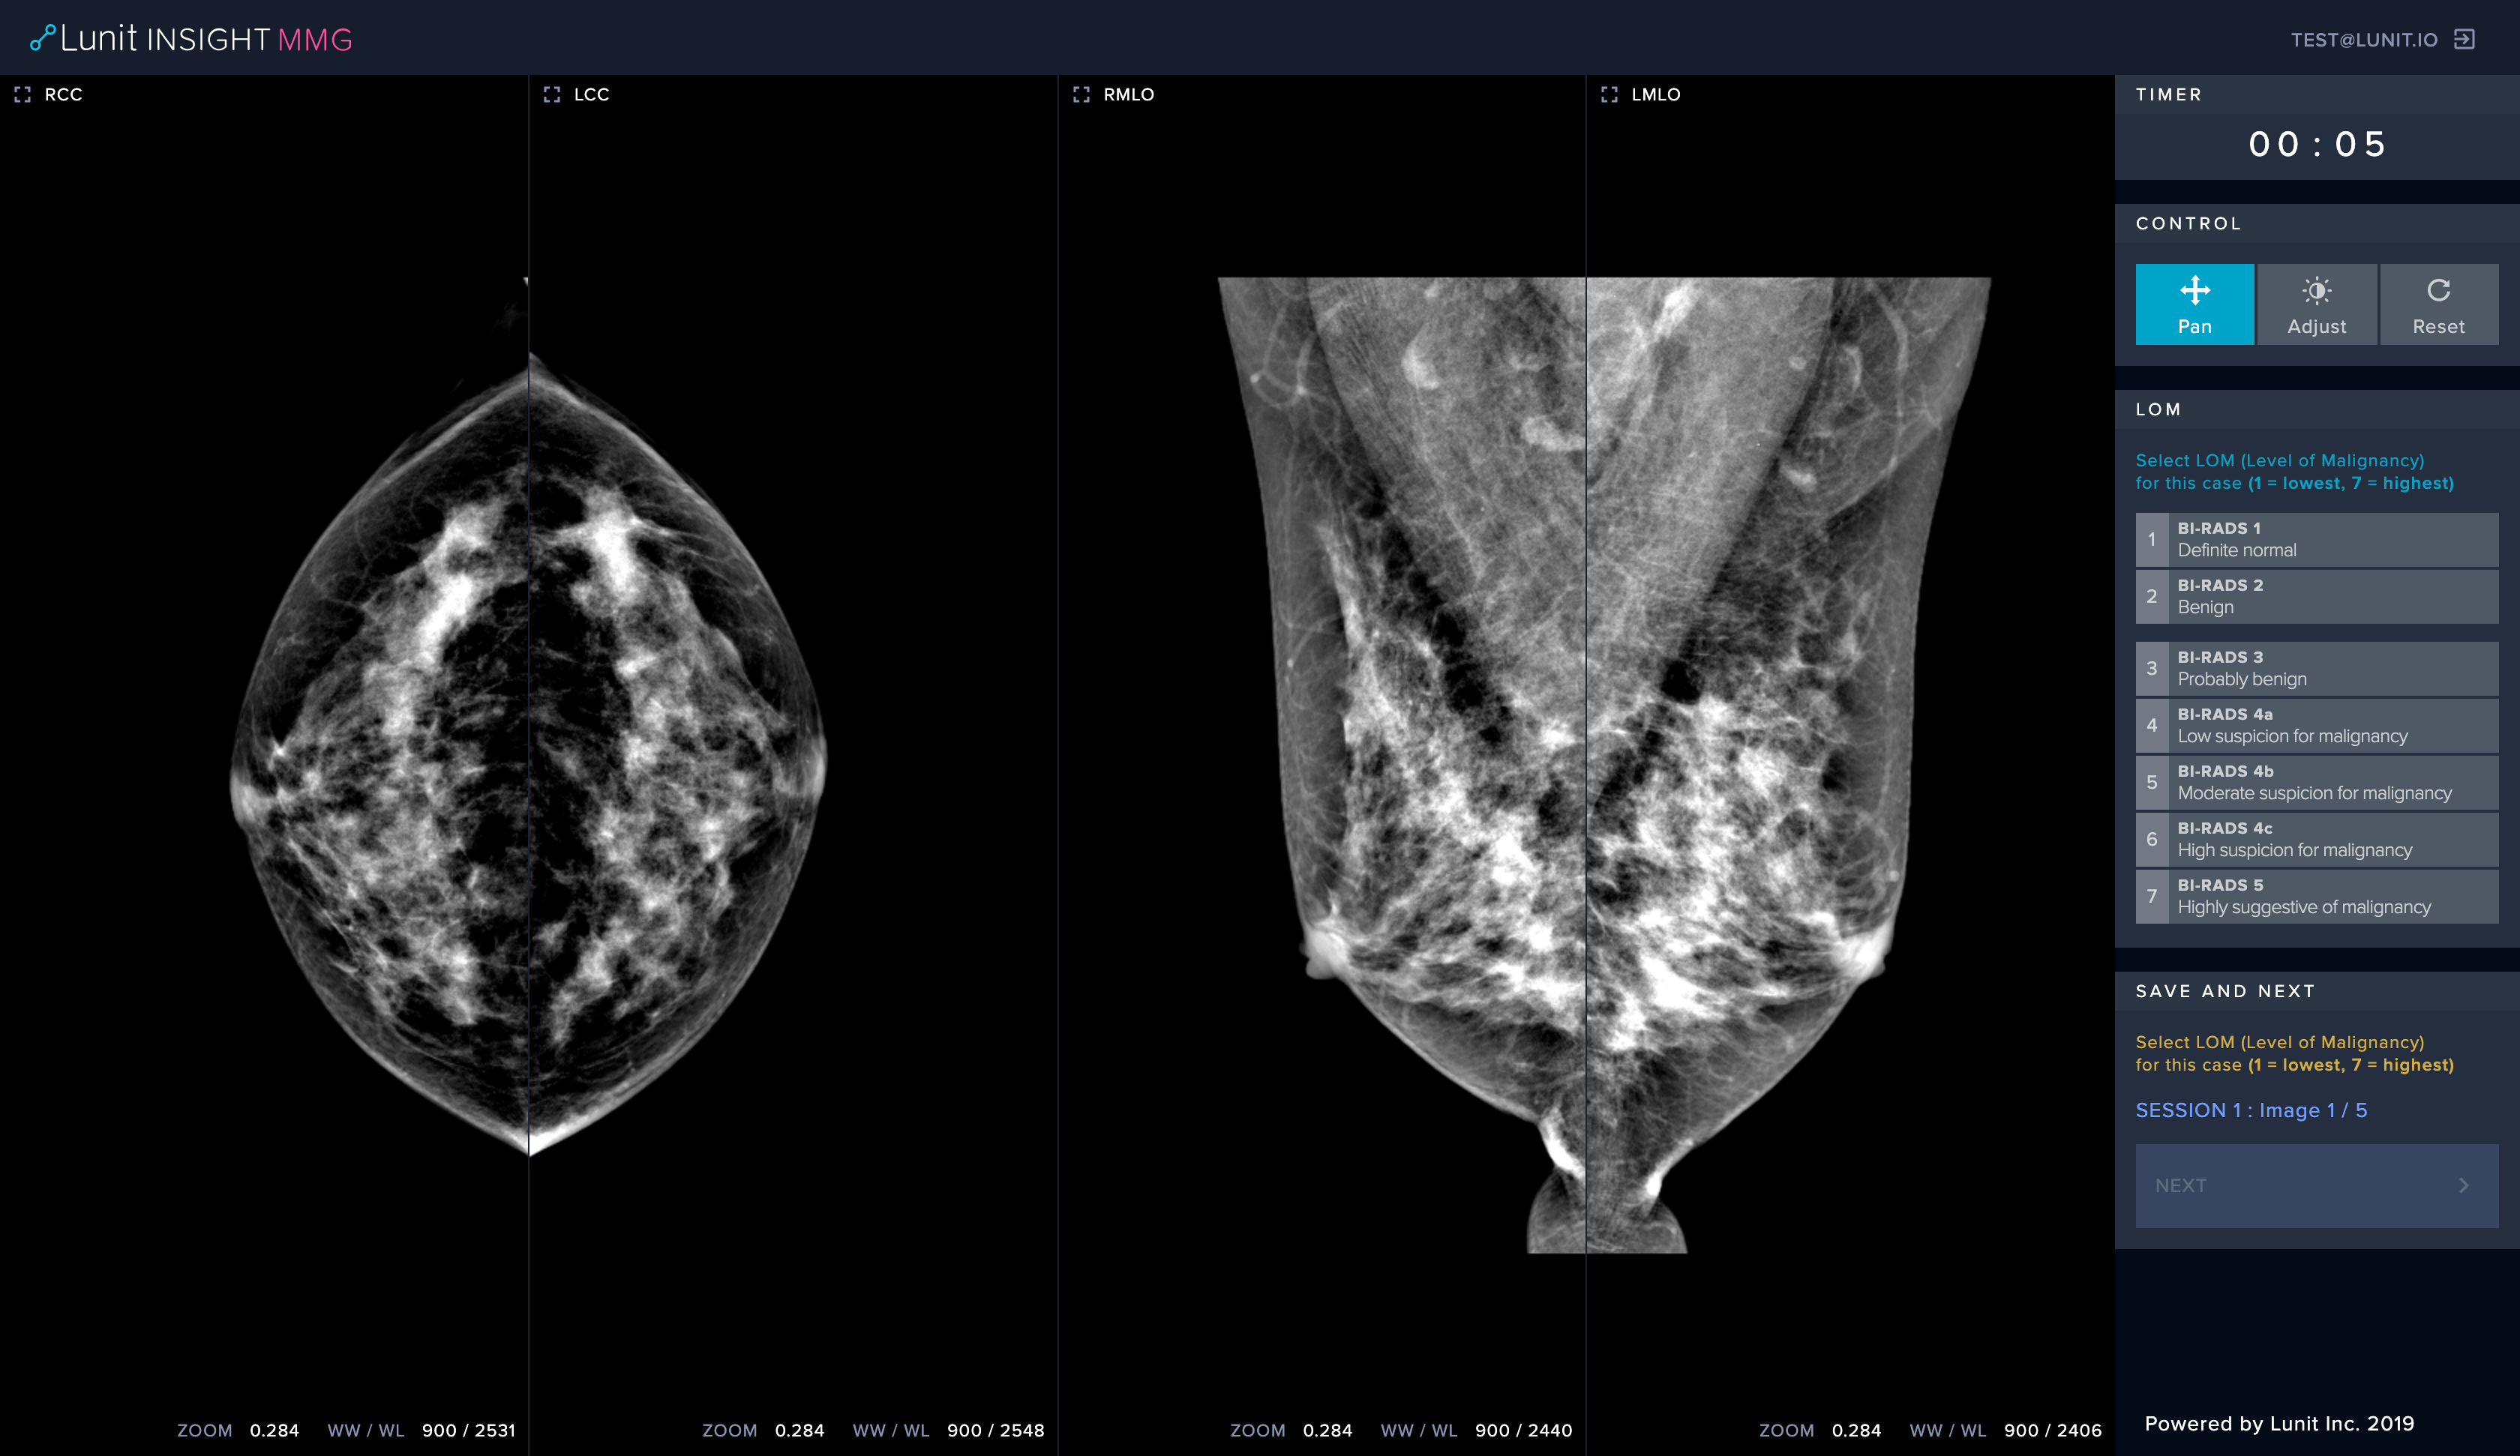 Lunit INSIGHT MMG
TEST@LUNIT.IO
RCC
LCC
RMLO
LMLO
TIMER
00 : 05
CONTROL
Pan
Adjust
Reset
LOM
Select LOM (Level of Malignancy)
for this case (1 = lowest, 7 = highest)
1
BI-RADS 1
Definite normal
2
BI-RADS 2
Benign
3
BI-RADS 3
Probably benign
4
BI-RADS 4a
Low suspicion for malignancy
5
BI-RADS 4b
Moderate suspicion for malignancy
6
BI-RADS 4c
High suspicion for malignancy
7
BI-RADS 5
Highly suggestive of malignancy
SAVE AND NEXT
Select LOM (Level of Malignancy)
for this case (1 = lowest, 7 = highest)
SESSION 1 : Image 1 / 5
NEXT
ZOOM 0.284 WW / WL 900 / 2531
ZOOM 0.284 WW / WL 900 / 2548
ZOOM 0.284 WW / WL 900 / 2440
ZOOM 0.284 WW / WL 900 / 2406
Powered by Lunit Inc. 2019